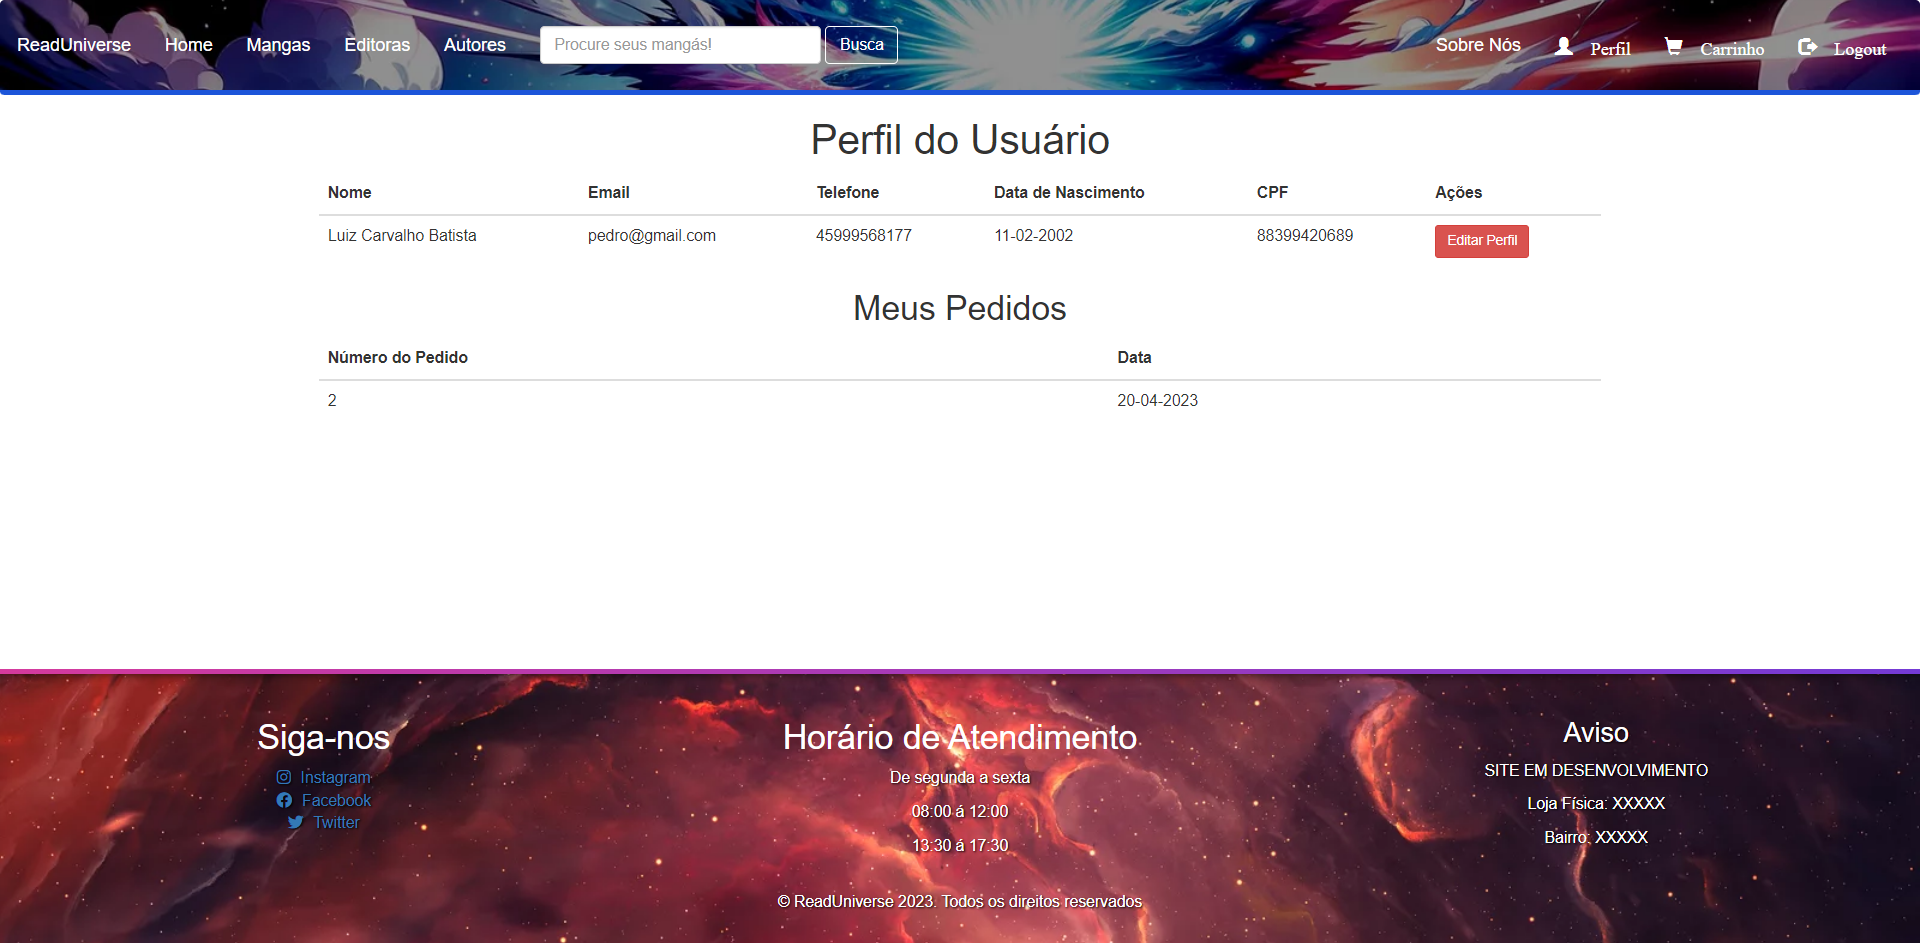 ReadUniverse Home Mangas Editoras Autores Procure seus mangás! Busca Sobre Nós Perfil Carrinho Logout
Perfil do Usuário
Nome Email Telefone Data de Nascimento CPF Ações
Luiz Carvalho Batista pedro@gmail.com 45999568177 11-02-2002 88399420689 Editar Perfil
Meus Pedidos
Número do Pedido Data
2 20-04-2023
Siga-nos
Instagram
Facebook
Twitter
Horário de Atendimento
De segunda a sexta
08:00 á 12:00
13:30 á 17:30
Aviso
SITE EM DESENVOLVIMENTO
Loja Física: XXXXX
Bairro: XXXXX
© ReadUniverse 2023. Todos os direitos reservados